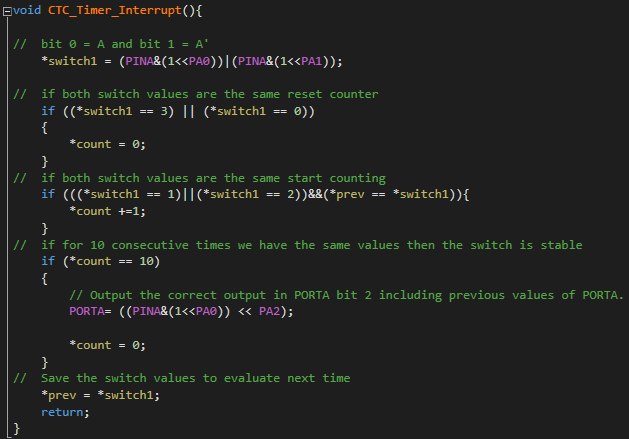 void CTC_Timer_Interrupt(){
// bit 0 = A and bit 1 = A'
*switch1 = (PINA&(1<<PA0))|(PINA&(1<<PA1));
// if both switch values are the same reset counter
if ((*switch1 == 3) || (*switch1 == 0))
{
*count = 0;
}
// if both switch values are the same start counting
if (((*switch1 == 1)||(*switch1 == 2))&&(*prev == *switch1)){
*count +=1;
}
// if for 10 consecutive times we have the same values then the switch is stable
if (*count == 10)
{
// Output the correct output in PORTA bit 2 including previous values of PORTA.
PORTA= ((PINA&(1<<PA0)) << PA2);
*count = 0;
}
// Save the switch values to evaluate next time
*prev = *switch1;
return;
}